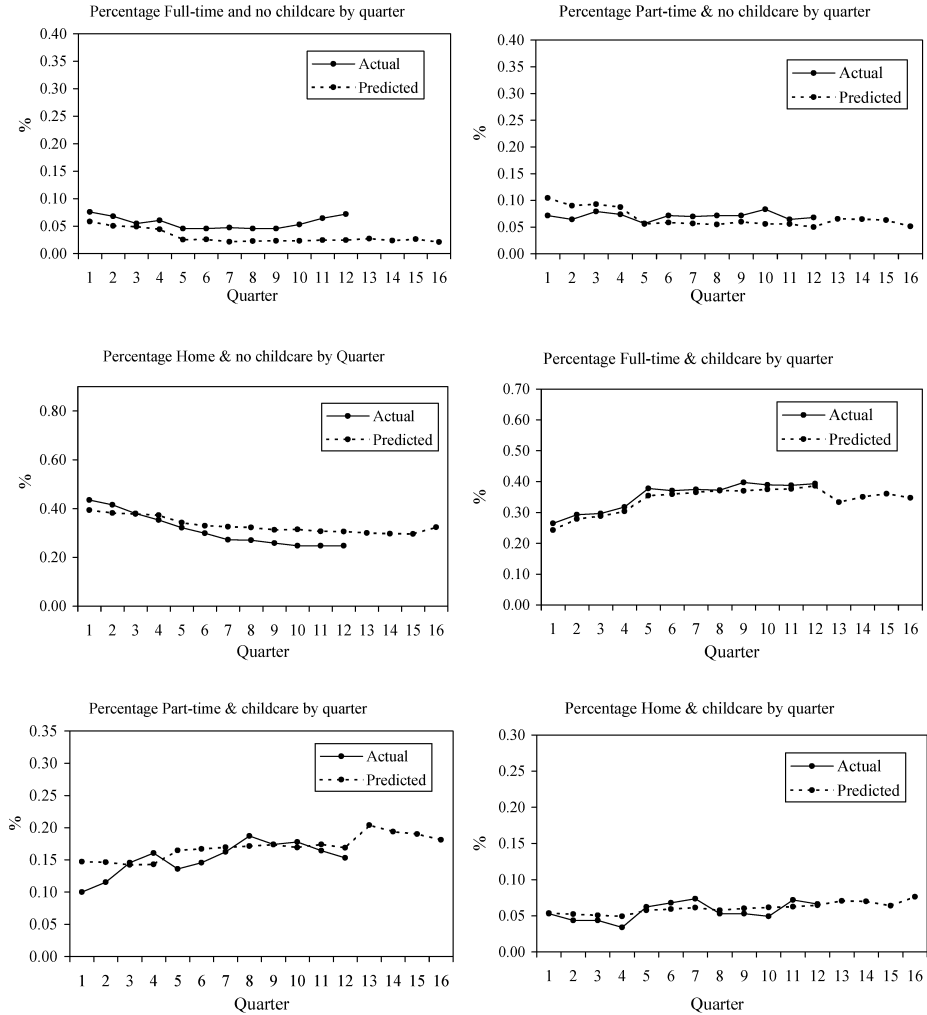 Percentage Full-time and no childcare by quarter
0.40
0.35
0.30
0.25
0.20
0.15
0.10
0.05
0.00
%
Actual
Predicted
1 2 3 4 5 6 7 8 9 10 11 12 13 14 15 16
Quarter
Percentage Part-time & no childcare by quarter
0.40
0.35
0.30
0.25
0.20
0.15
0.10
0.05
0.00
%
Actual
Predicted
1 2 3 4 5 6 7 8 9 10 11 12 13 14 15 16
Quarter
Percentage Home & no childcare by Quarter
0.80
0.60
0.40
0.20
0.00
%
Actual
Predicted
1 2 3 4 5 6 7 8 9 10 11 12 13 14 15 16
Quarter
Percentage Full-time & childcare by quarter
0.70
0.60
0.50
0.40
0.30
0.20
0.10
0.00
%
Actual
Predicted
1 2 3 4 5 6 7 8 9 10 11 12 13 14 15 16
Quarter
Percentage Part-time & childcare by quarter
0.35
0.30
0.25
0.20
0.15
0.10
0.05
0.00
%
Actual
Predicted
1 2 3 4 5 6 7 8 9 10 11 12 13 14 15 16
Quarter
Percentage Home & childcare by quarter
0.30
0.25
0.20
0.15
0.10
0.05
0.00
%
Actual
Predicted
1 2 3 4 5 6 7 8 9 10 11 12 13 14 15 16
Quarter